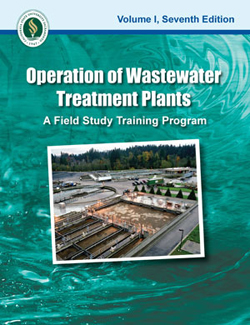 Volume I, Seventh Edition
Operation of Wastewater
Treatment Plants
A Field Study Training Program